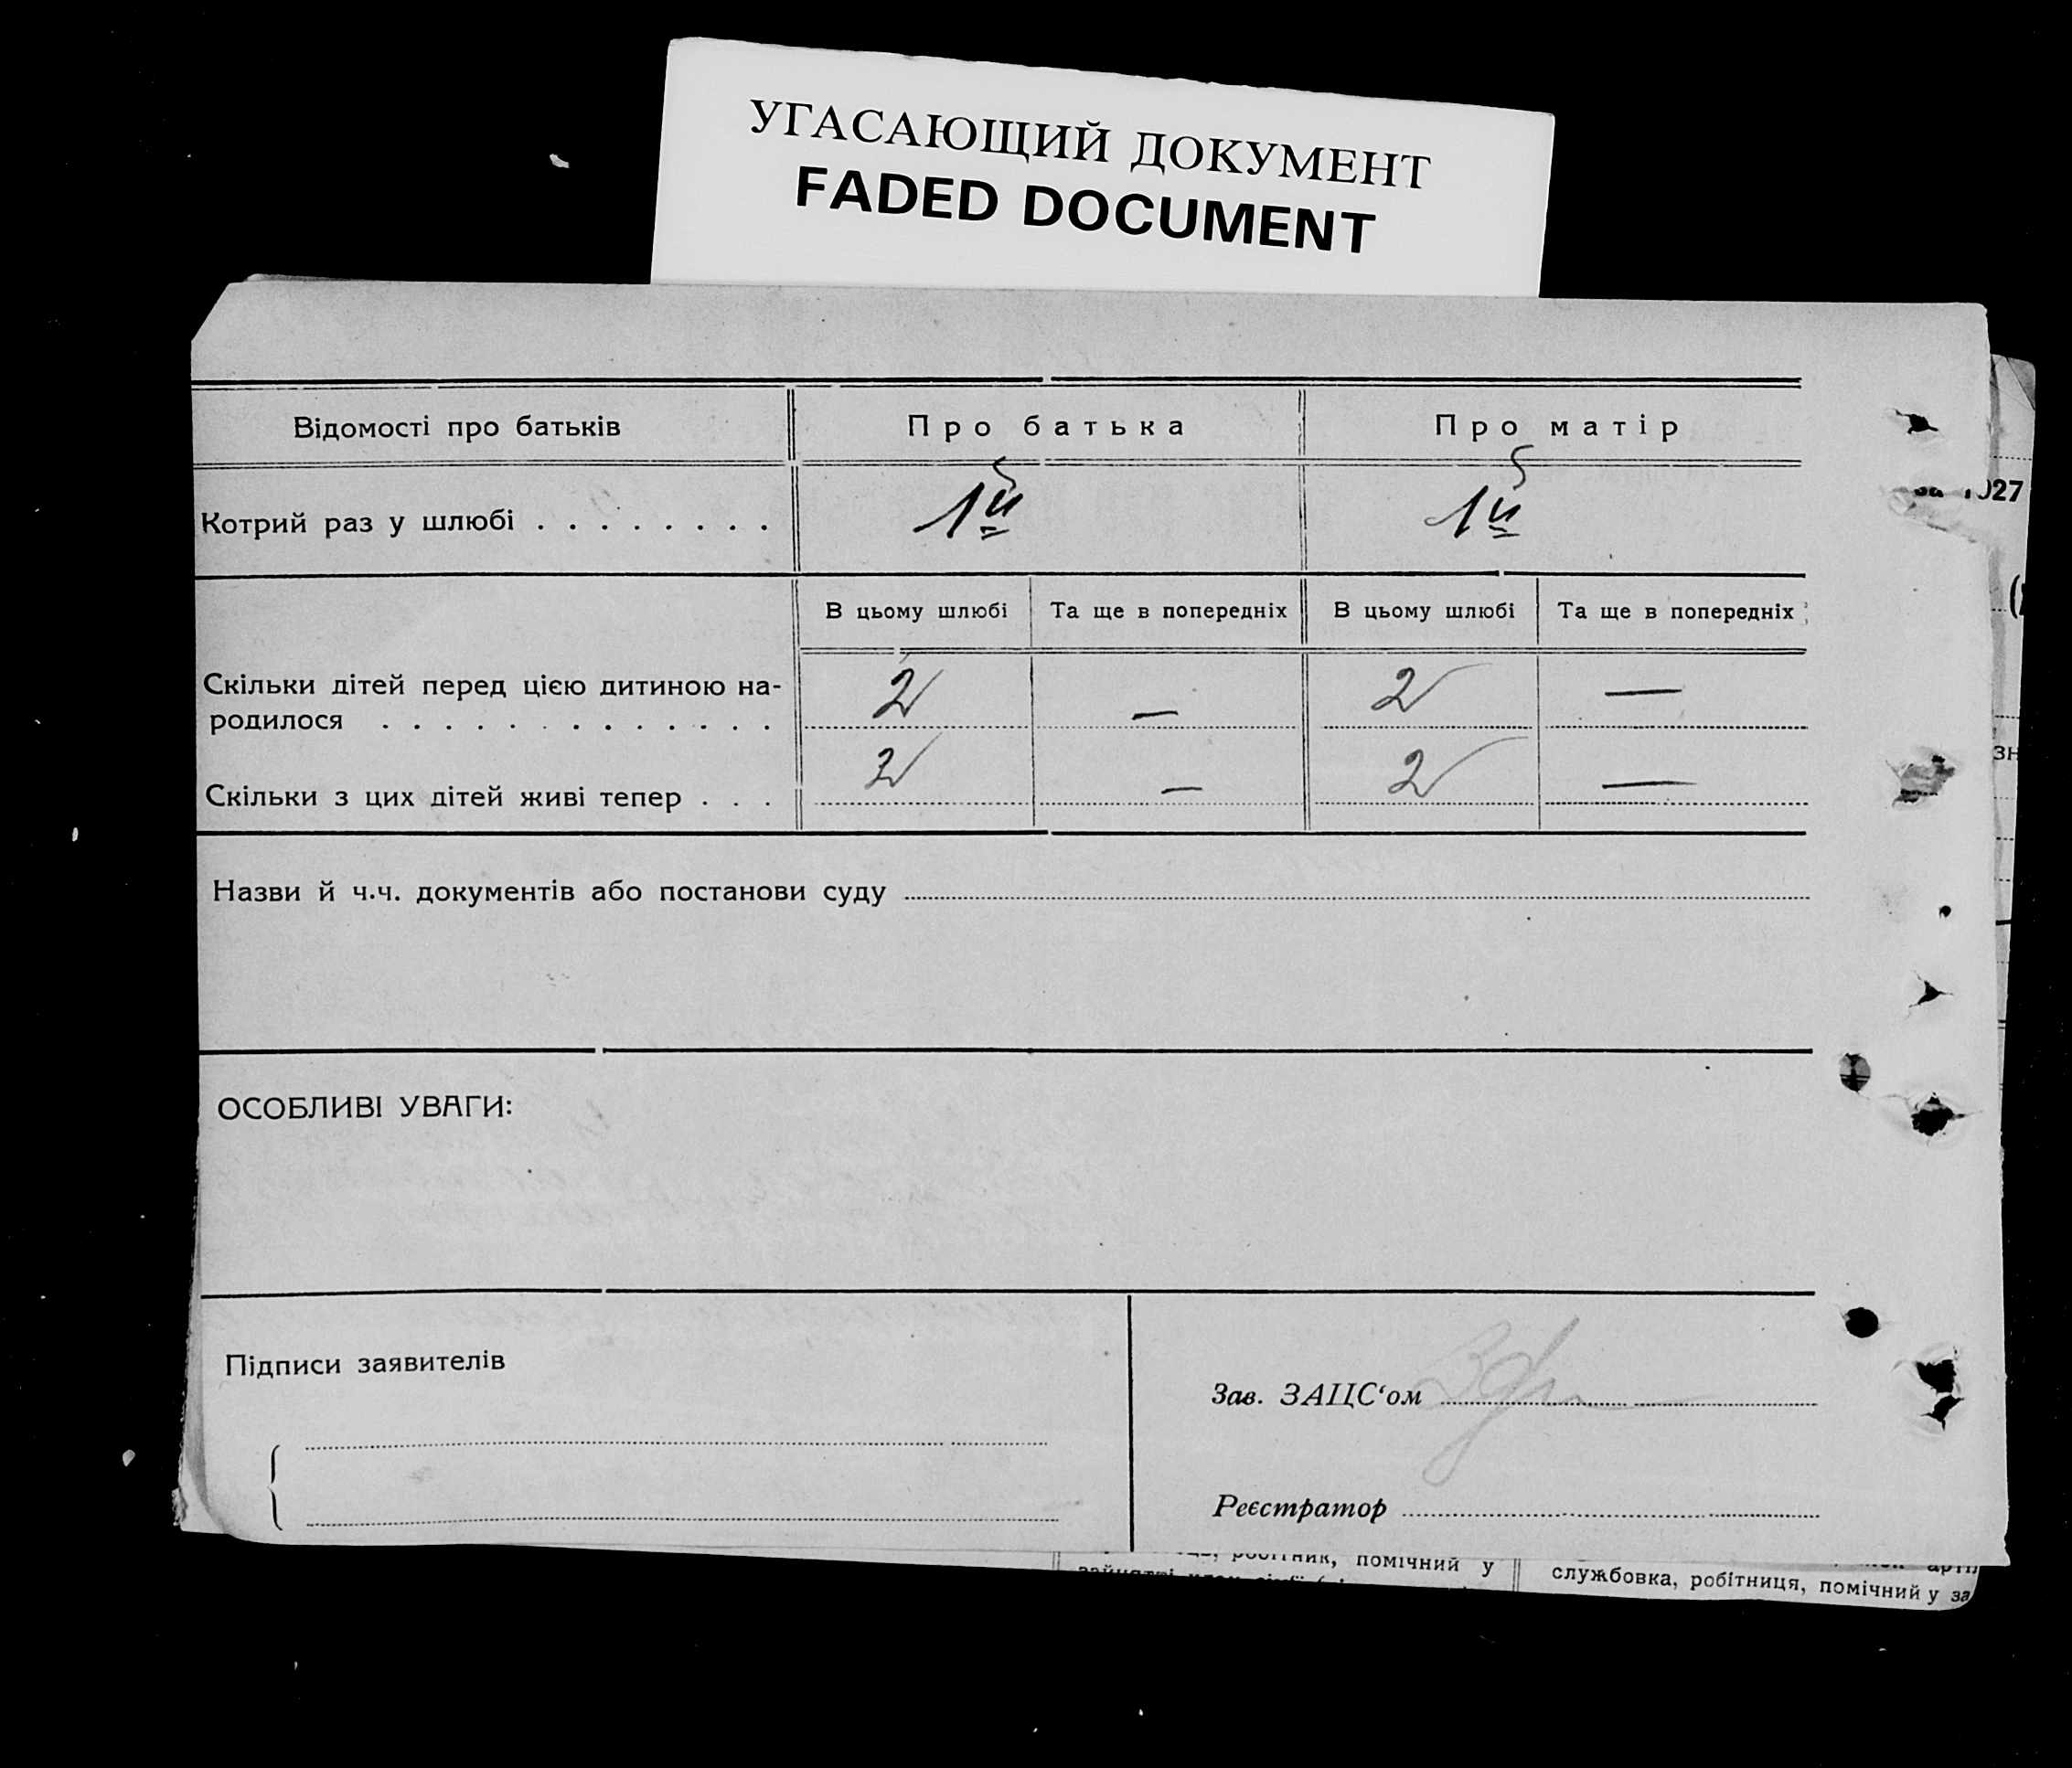 УГАСАЮЩИЙ ДОКУМЕНТ
FADED DOCUMENT
Відомості про батьків Про батька Про матір
Котрий раз у шлюбі . . . . . . . . 1й 1й
В цьому шлюбі Та ще в попередніх В цьому шлюбі Та ще в попередніх
Скільки дітей перед цією дитиною на-
родилося . . . . . . . . . . . . . 2 — 2 —
Скільки з цих дітей живі тепер . . . 2 — 2 —
Назви й ч.ч. документів або постанови суду
ОСОБЛИВІ УВАГИ:
Підписи заявителів
Зав. ЗАЦС‘ом
Реєстратор
робітник, помічний у
службовка, робітниця, помічний у за